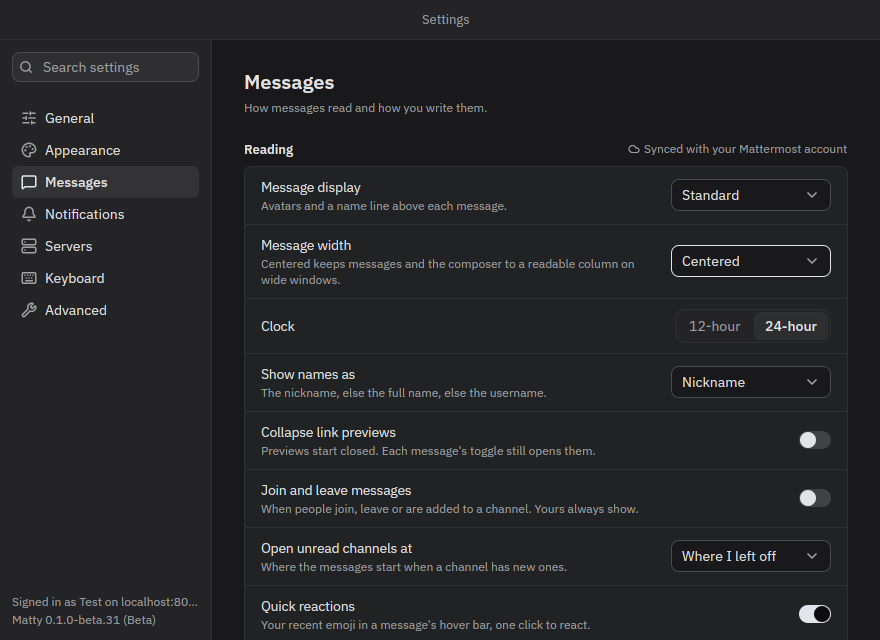 Settings
Search settings
General
Appearance
Messages
Notifications
Servers
Keyboard
Advanced
Signed in as Test on localhost:80...
Matty 0.1.0-beta.31 (Beta)
Messages
How messages read and how you write them.
Reading
Synced with your Mattermost account
Message display
Avatars and a name line above each message.
Standard
Message width
Centered keeps messages and the composer to a readable column on
wide windows.
Centered
Clock
12-hour
24-hour
Show names as
The nickname, else the full name, else the username.
Nickname
Collapse link previews
Previews start closed. Each message's toggle still opens them.
Join and leave messages
When people join, leave or are added to a channel. Yours always show.
Open unread channels at
Where the messages start when a channel has new ones.
Where I left off
Quick reactions
Your recent emoji in a message's hover bar, one click to react.